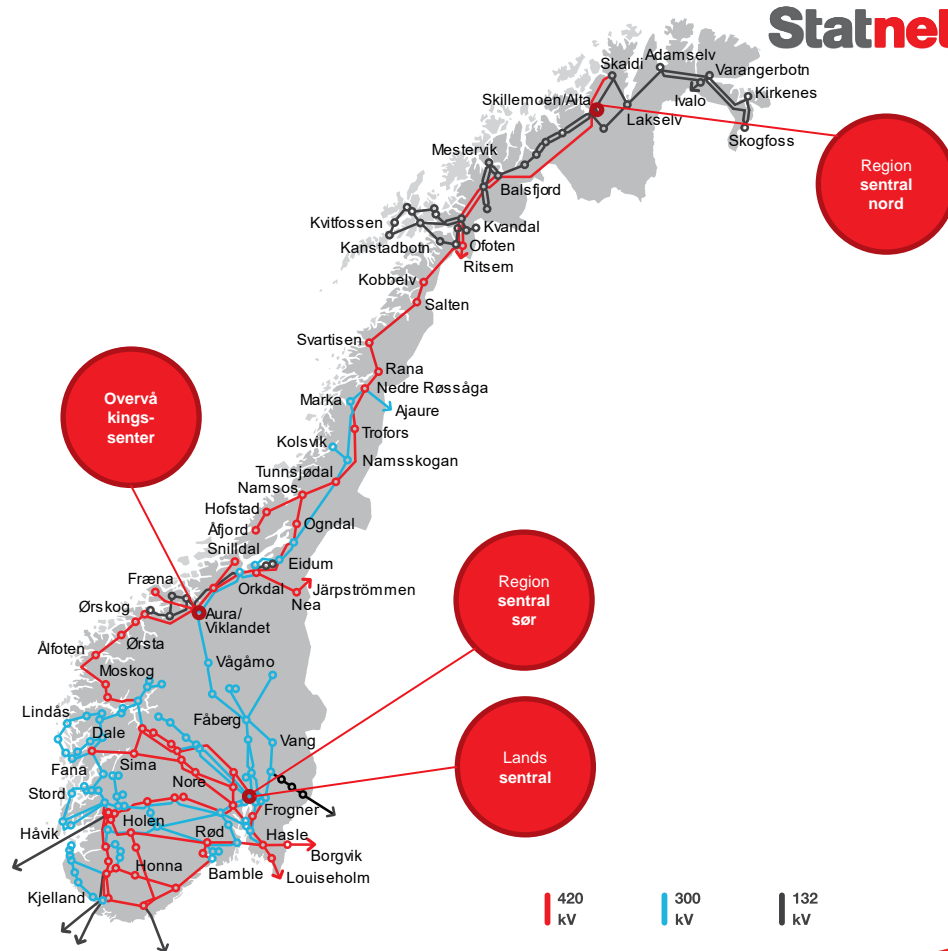 Statnet
Skaidi
Adamselv
Varangerbotn
Skillemoen/Alta
Ivalo
Kirkenes
Lakselv
Skogfoss
Mestervik
Region
sentral
nord
Balsfjord
Kvitfossen
Kvandal
Kanstadbotn
Ofoten
Ritsem
Kobbelv
Salten
Svartisen
Rana
Nedre Røssåga
Marka
Ajaure
Overvå
kings-
senter
Trofors
Kolsvik
Namsskogan
Tunnsjødal
Namsos
Hofstad
Ogndal
Åfjord
Snilldal
Eidum
Fræna
Orkdal
Järpströmmen
Nea
Region
sentral
sør
Ørskog
Aura/
Viklandet
Ørsta
Ålfoten
Vågåmo
Moskog
Lindås
Fåberg
Dale
Vang
Lands
sentral
Sima
Fana
Nore
Stord
Frogner
Holen
Håvik
Rød
Hasle
Borgvik
Honna
Bamble
Louiseholm
Kjelland
420
kV
300
kV
132
kV